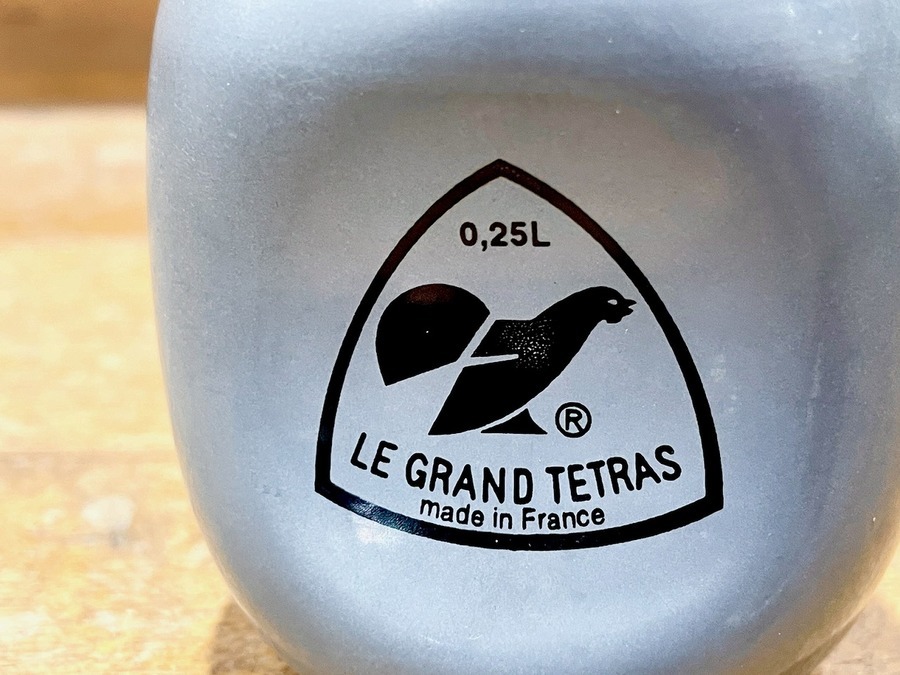 0,25L
®
LE GRAND TETRAS
made in France